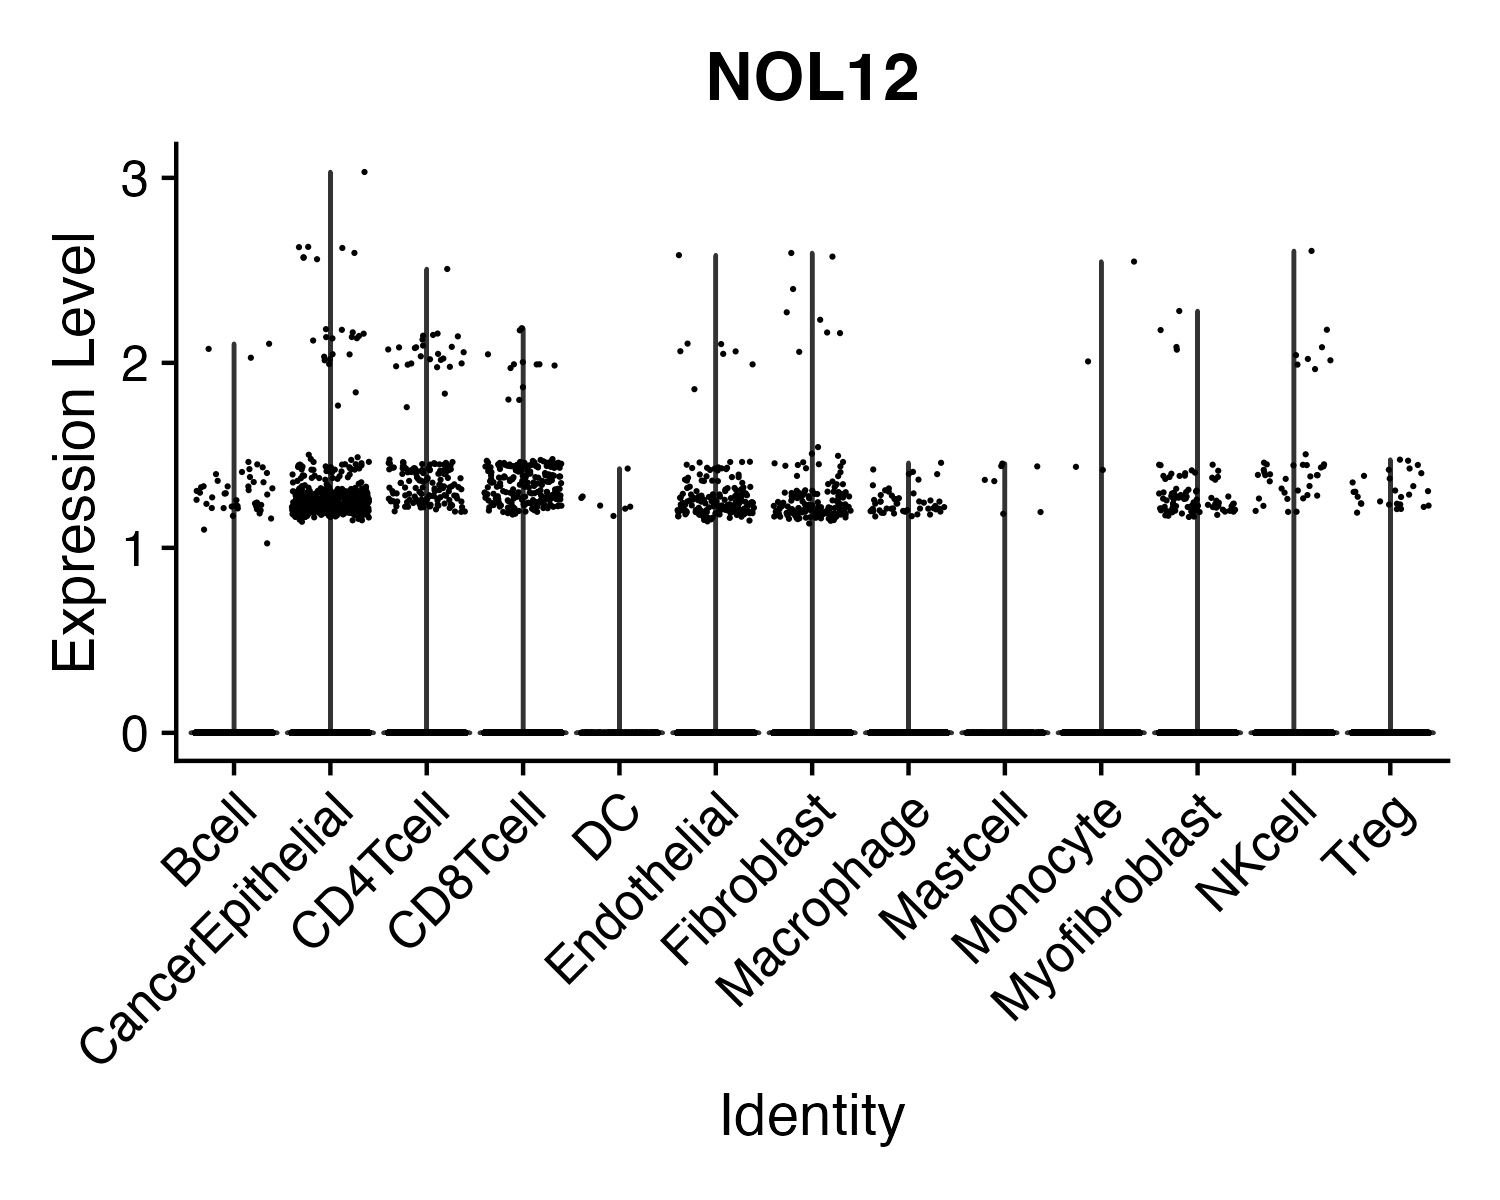 NOL12
Expression Level
3
2
1
0
Bcell
CancerEpithelial
CD4Tcell
CD8Tcell
DC
Endothelial
Fibroblast
Macrophage
Mastcell
Monocyte
Myofibroblast
NKcell
Treg
Identity